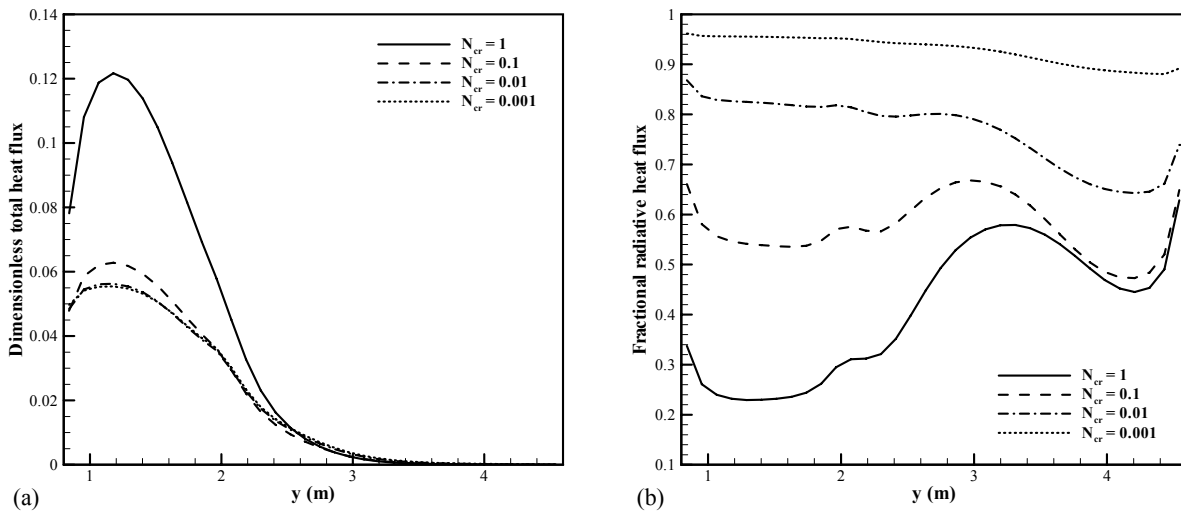 0.14
0.12
0.1
0.08
0.06
0.04
0.02
0
Dimensionless total heat flux
N_cr = 1
N_cr = 0.1
N_cr = 0.01
N_cr = 0.001
1 2 3 4
y (m)
(a)
1
0.9
0.8
0.7
0.6
0.5
0.4
0.3
0.2
0.1
Fractional radiative heat flux
N_cr = 1
N_cr = 0.1
N_cr = 0.01
N_cr = 0.001
1 2 3 4
y (m)
(b)